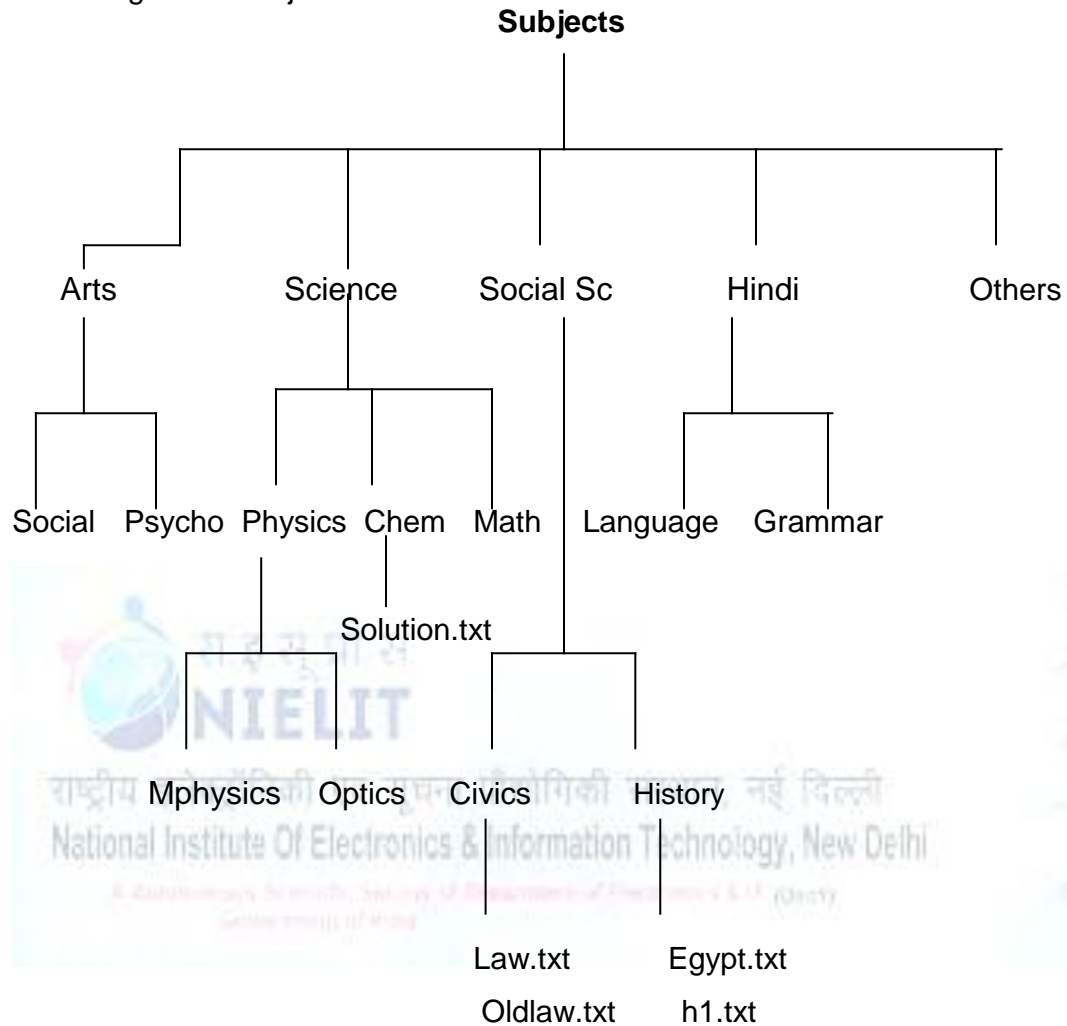 Subjects
Arts Science Social Sc Hindi Others
Social Psycho Physics Chem Math Language Grammar
Solution.txt
रा इ सू प्रौ सं
NIELIT
Mphysics Optics Civics History
राष्ट्रीय सूचना नई दिल्ली
National Institute Of Electronics & Information Technology, New Delhi
Law.txt Egypt.txt
Oldlaw.txt h1.txt